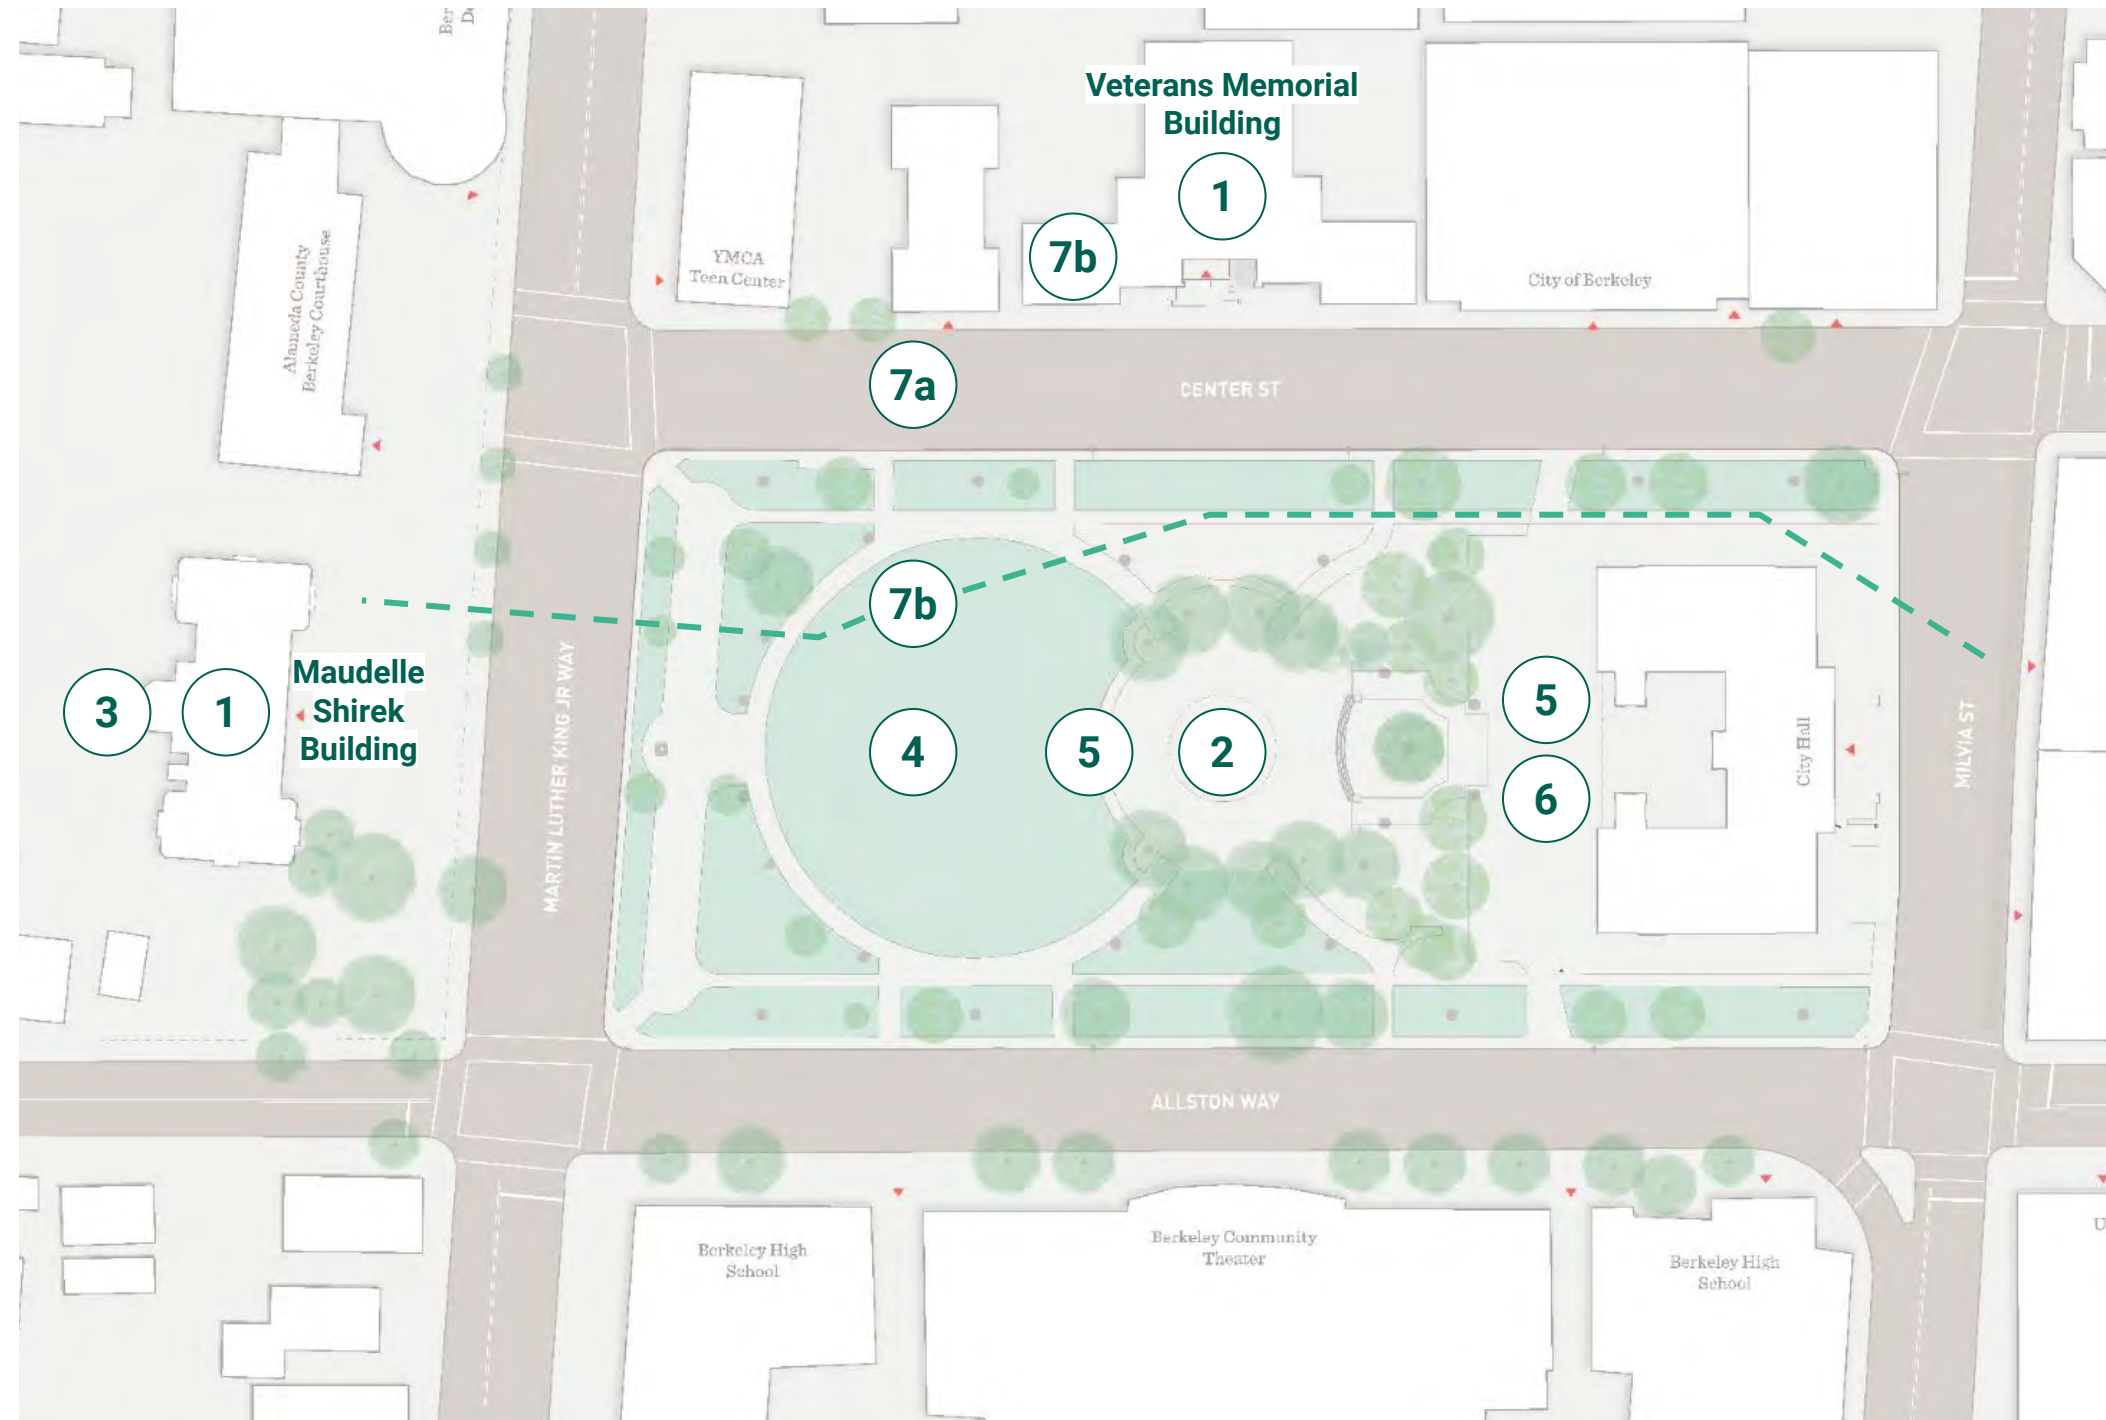 Veterans Memorial
Building
1
7b
YMCA
Teen Center
City of Berkeley
Alameda County
Berkeley Courthouse
7a
CENTER ST
7b
3
1
Maudelle
Shirek
Building
MARTIN LUTHER KING JR WAY
4
5
2
5
6
City Hall
MILVIA ST
ALLSTON WAY
Berkeley High
School
Berkeley Community
Theater
Berkeley High
School